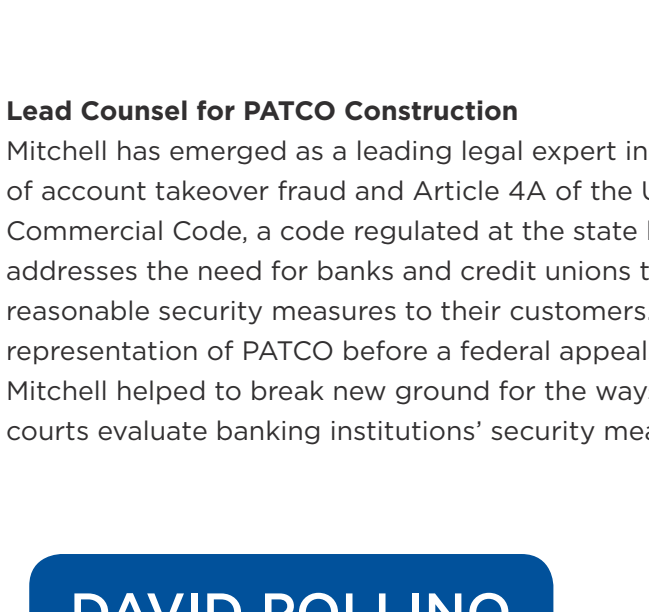 Lead Counsel for PATCO Construction
Mitchell has emerged as a leading legal expert in
of account takeover fraud and Article 4A of the
Commercial Code, a code regulated at the state
addresses the need for banks and credit unions
reasonable security measures to their customers.
representation of PATCO before a federal appeal
Mitchell helped to break new ground for the
courts evaluate banking institutions’ security
DAVID POLLINO